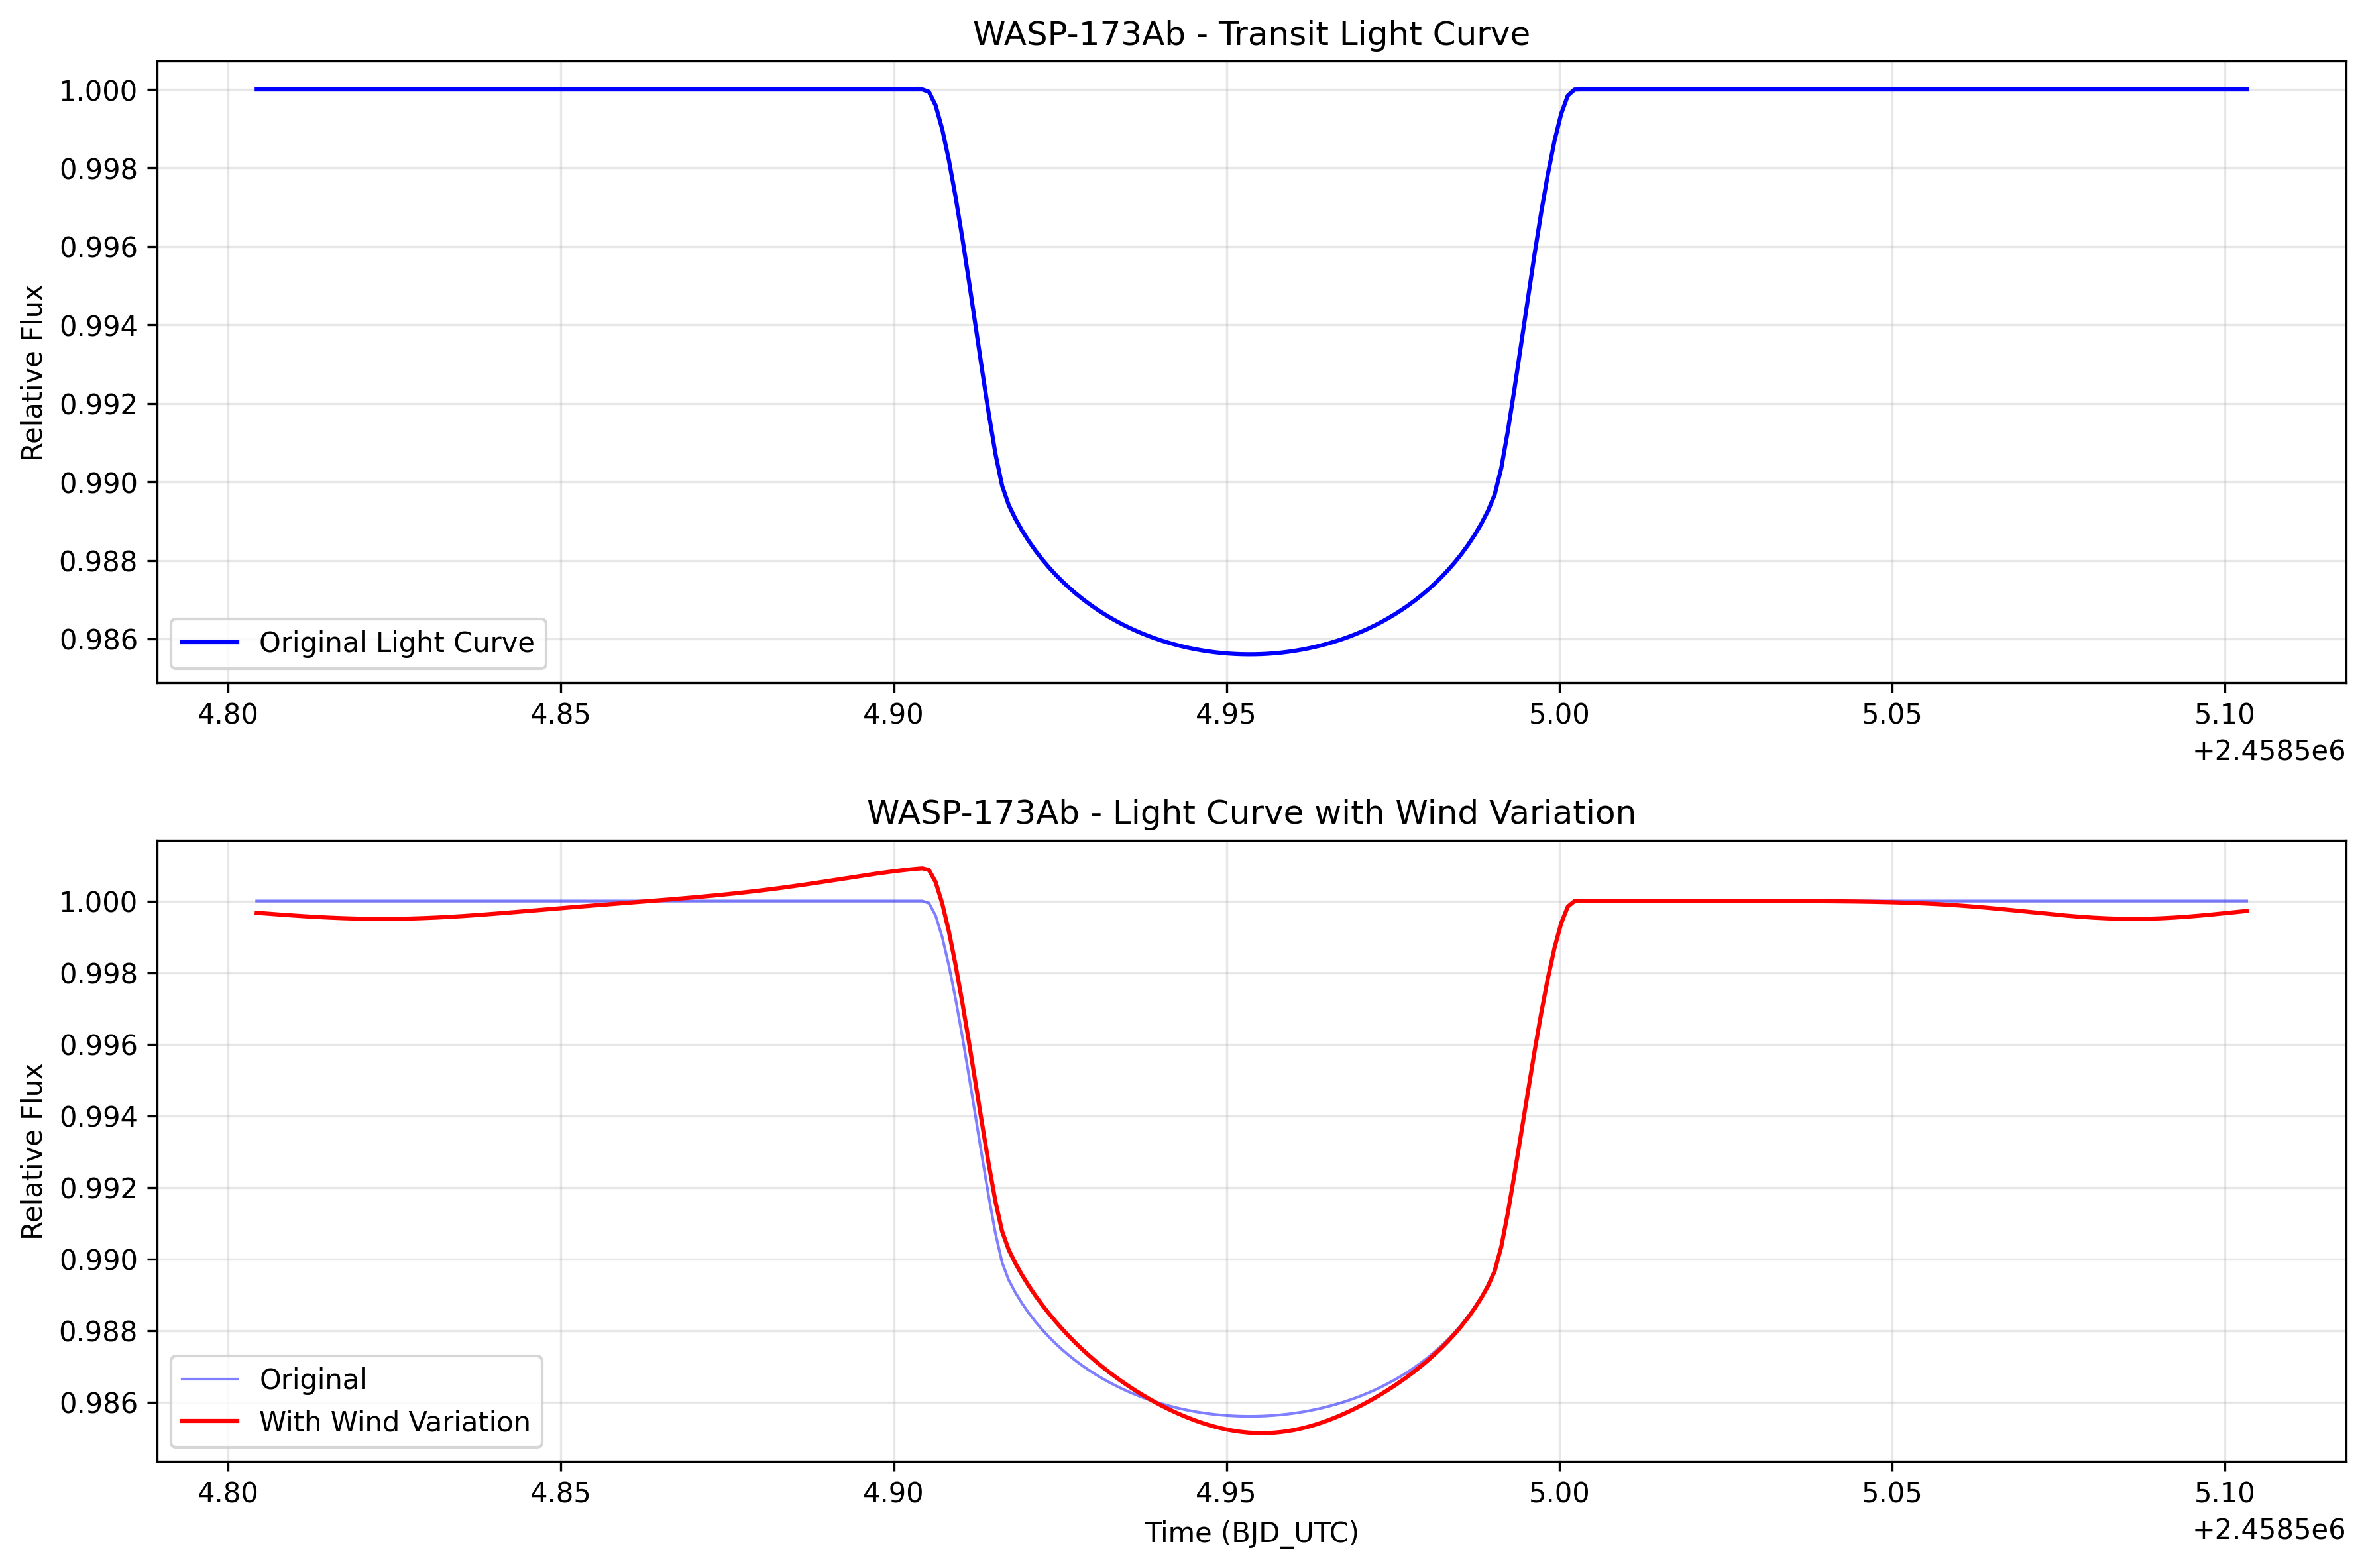 WASP-173Ab - Transit Light Curve
Relative Flux
1.000
0.998
0.996
0.994
0.992
0.990
0.988
0.986
Original Light Curve
4.80 4.85 4.90 4.95 5.00 5.05 5.10
+2.4585e6
WASP-173Ab - Light Curve with Wind Variation
Relative Flux
1.000
0.998
0.996
0.994
0.992
0.990
0.988
0.986
Original
With Wind Variation
4.80 4.85 4.90 4.95 5.00 5.05 5.10
+2.4585e6
Time (BJD_UTC)